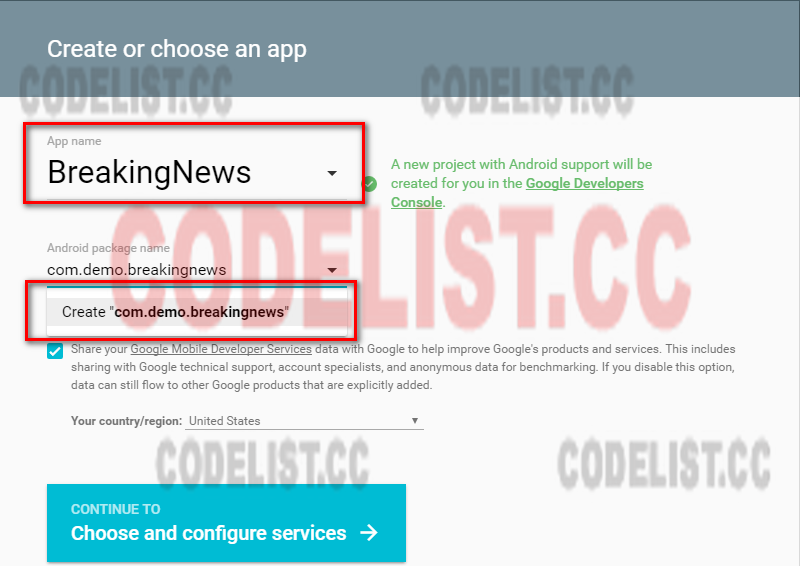 Create or choose an app
CODELIST.CC
CODELIST.CC
App name
BreakingNews
A new project with Android support will be
created for you in the Google Developers
Console.
CODELIST.CC
Android package name
com.demo.breakingnews
Create "com.demo.breakingnews"
Share your Google Mobile Developer Services data with Google to help improve Google's products and services. This includes
sharing with Google technical support, account specialists, and anonymous data for benchmarking. If you disable this option,
data can still flow to other Google products that are explicitly added.
Your country/region: United States
CODELIST.CC
CODELIST.CC
CONTINUE TO
Choose and configure services